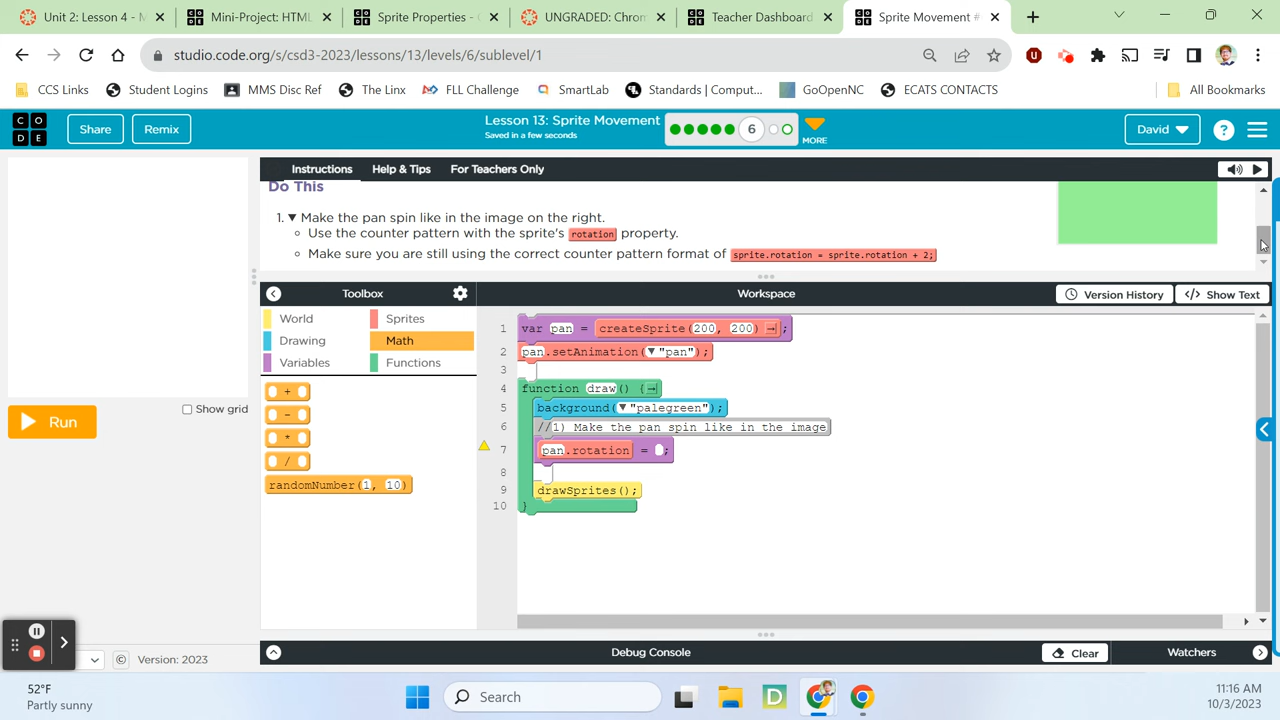 Unit 2: Lesson 4 - M
Mini-Project: HTML
Sprite Properties - C
UNGRADED: Chrom
Teacher Dashboard
Sprite Movement #
studio.code.org/s/csd3-2023/lessons/13/levels/6/sublevel/1
CCS Links
Student Logins
MMS Disc Ref
The Linx
FLL Challenge
SmartLab
Standards | Comput...
GoOpenNC
ECATS CONTACTS
All Bookmarks
C O
D E
Share
Remix
Lesson 13: Sprite Movement
Saved in a few seconds
6
MORE
David
?
Instructions
Help & Tips
For Teachers Only
Do This
1. Make the pan spin like in the image on the right.
Use the counter pattern with the sprite's rotation property.
Make sure you are still using the correct counter pattern format of sprite.rotation = sprite.rotation + 2;
Toolbox
Workspace
Version History
</> Show Text
World
Sprites
Drawing
Math
Variables
Functions
+
-
*
/
randomNumber(1, 10)
1 var pan = createSprite(200, 200);
2 pan.setAnimation("pan");
3
4 function draw() {
5 background("palegreen");
6 //1) Make the pan spin like in the image
7 pan.rotation = ;
8
9 drawSprites();
10 }
Run
Show grid
© Version: 2023
Debug Console
Clear
Watchers
52°F
Partly sunny
Search
11:16 AM
10/3/2023